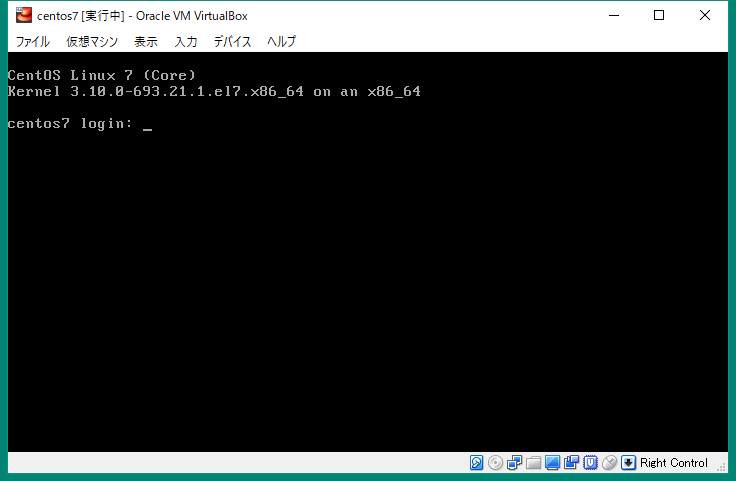 centos7 [実行中] - Oracle VM VirtualBox
ファイル 仮想マシン 表示 入力 デバイス ヘルプ
CentOS Linux 7 (Core)
Kernel 3.10.0-693.21.1.el7.x86_64 on an x86_64
centos7 login: _
Right Control